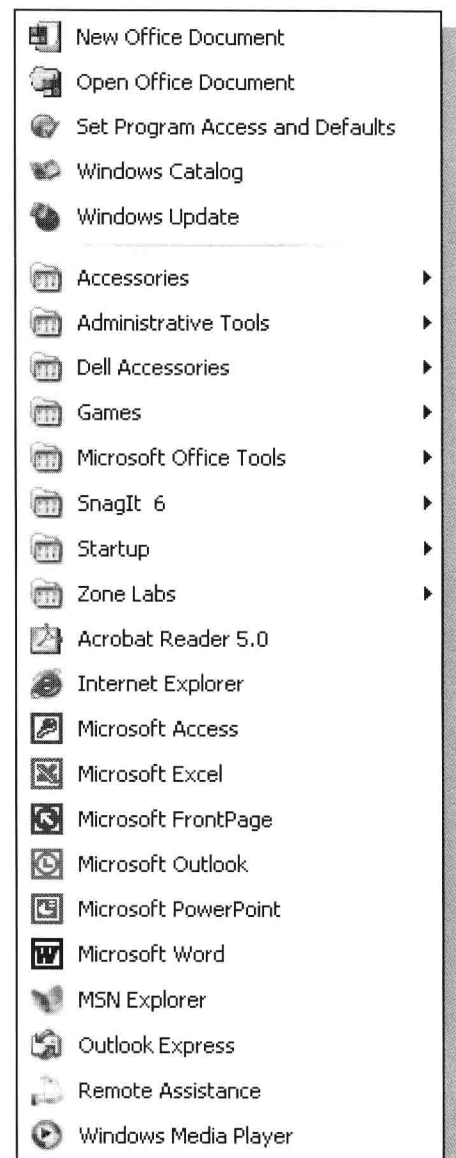 New Office Document
Open Office Document
Set Program Access and Defaults
Windows Catalog
Windows Update
Accessories
Administrative Tools
Dell Accessories
Games
Microsoft Office Tools
SnagIt 6
Startup
Zone Labs
Acrobat Reader 5.0
Internet Explorer
Microsoft Access
Microsoft Excel
Microsoft FrontPage
Microsoft Outlook
Microsoft PowerPoint
Microsoft Word
MSN Explorer
Outlook Express
Remote Assistance
Windows Media Player